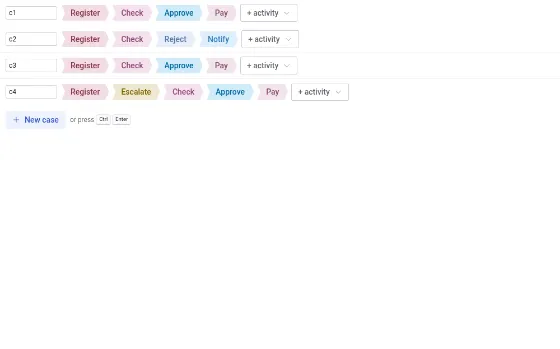 c1 Register Check Approve Pay + activity
c2 Register Check Reject Notify + activity
c3 Register Check Approve Pay + activity
c4 Register Escalate Check Approve Pay + activity
+ New case or press Ctrl Enter